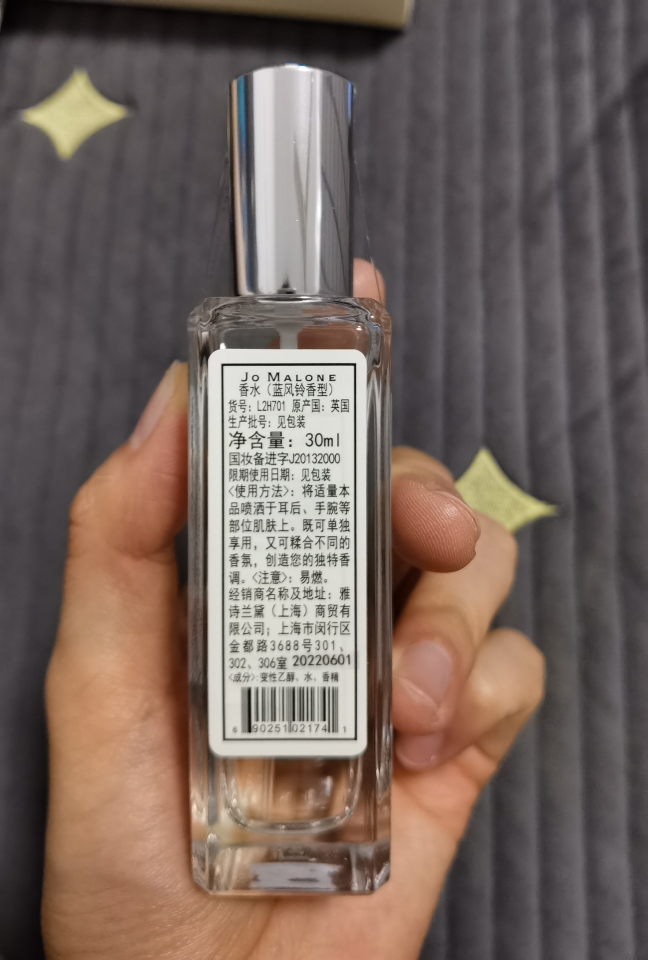 JO MALONE
香水（蓝风铃香型）
货号：L2H701 原产国：英国
生产批号：见包装
净含量：30ml
国妆备进字J20132000
限期使用日期：见包装
<使用方法>：将适量本
品喷洒于耳后、手腕等
部位肌肤上。既可单独
享用，又可糅合不同的
香氛，创造您的独特香
调。<注意>：易燃。
经销商名称及地址：雅
诗兰黛（上海）商贸有
限公司；上海市闵行区
金都路3688号301、
302、306室 20220601
<成分>:变性乙醇、水、香精
0 90251 02174 1